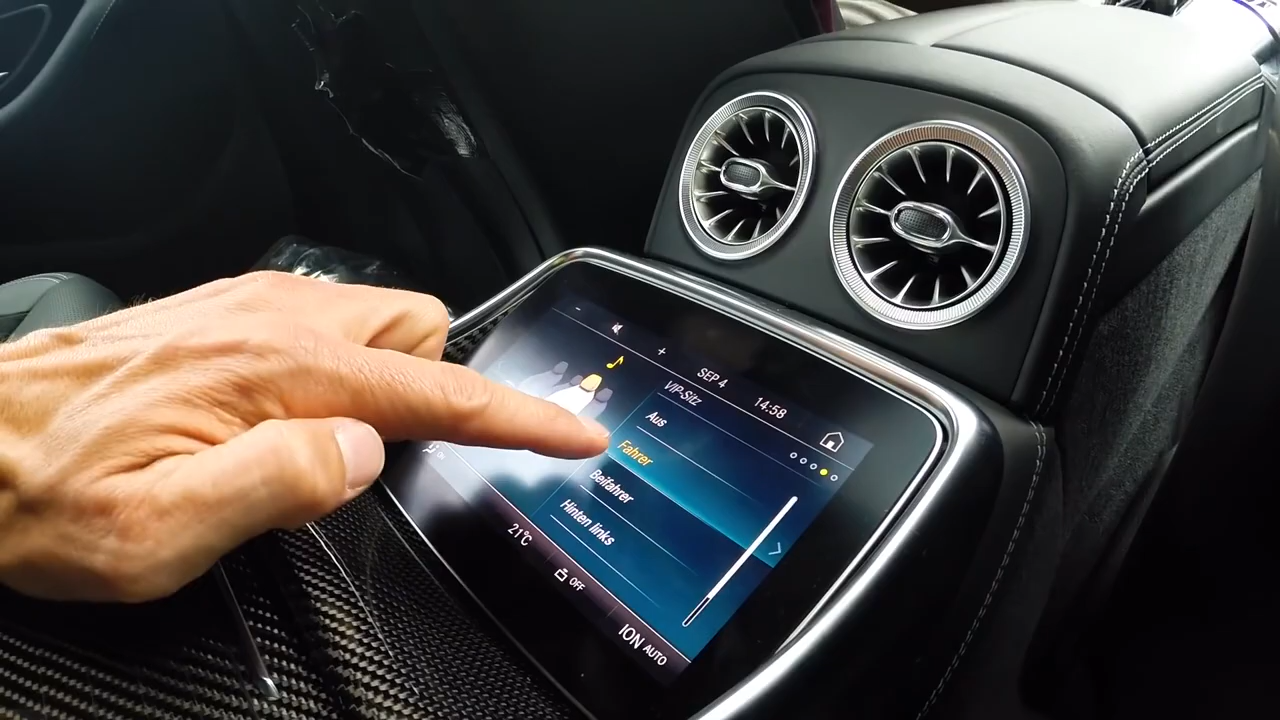 - +
SEP 4 14:58
VIP-Sitz
Aus
Fahrer
Beifahrer
Hinten links
21°C
OFF
ION AUTO